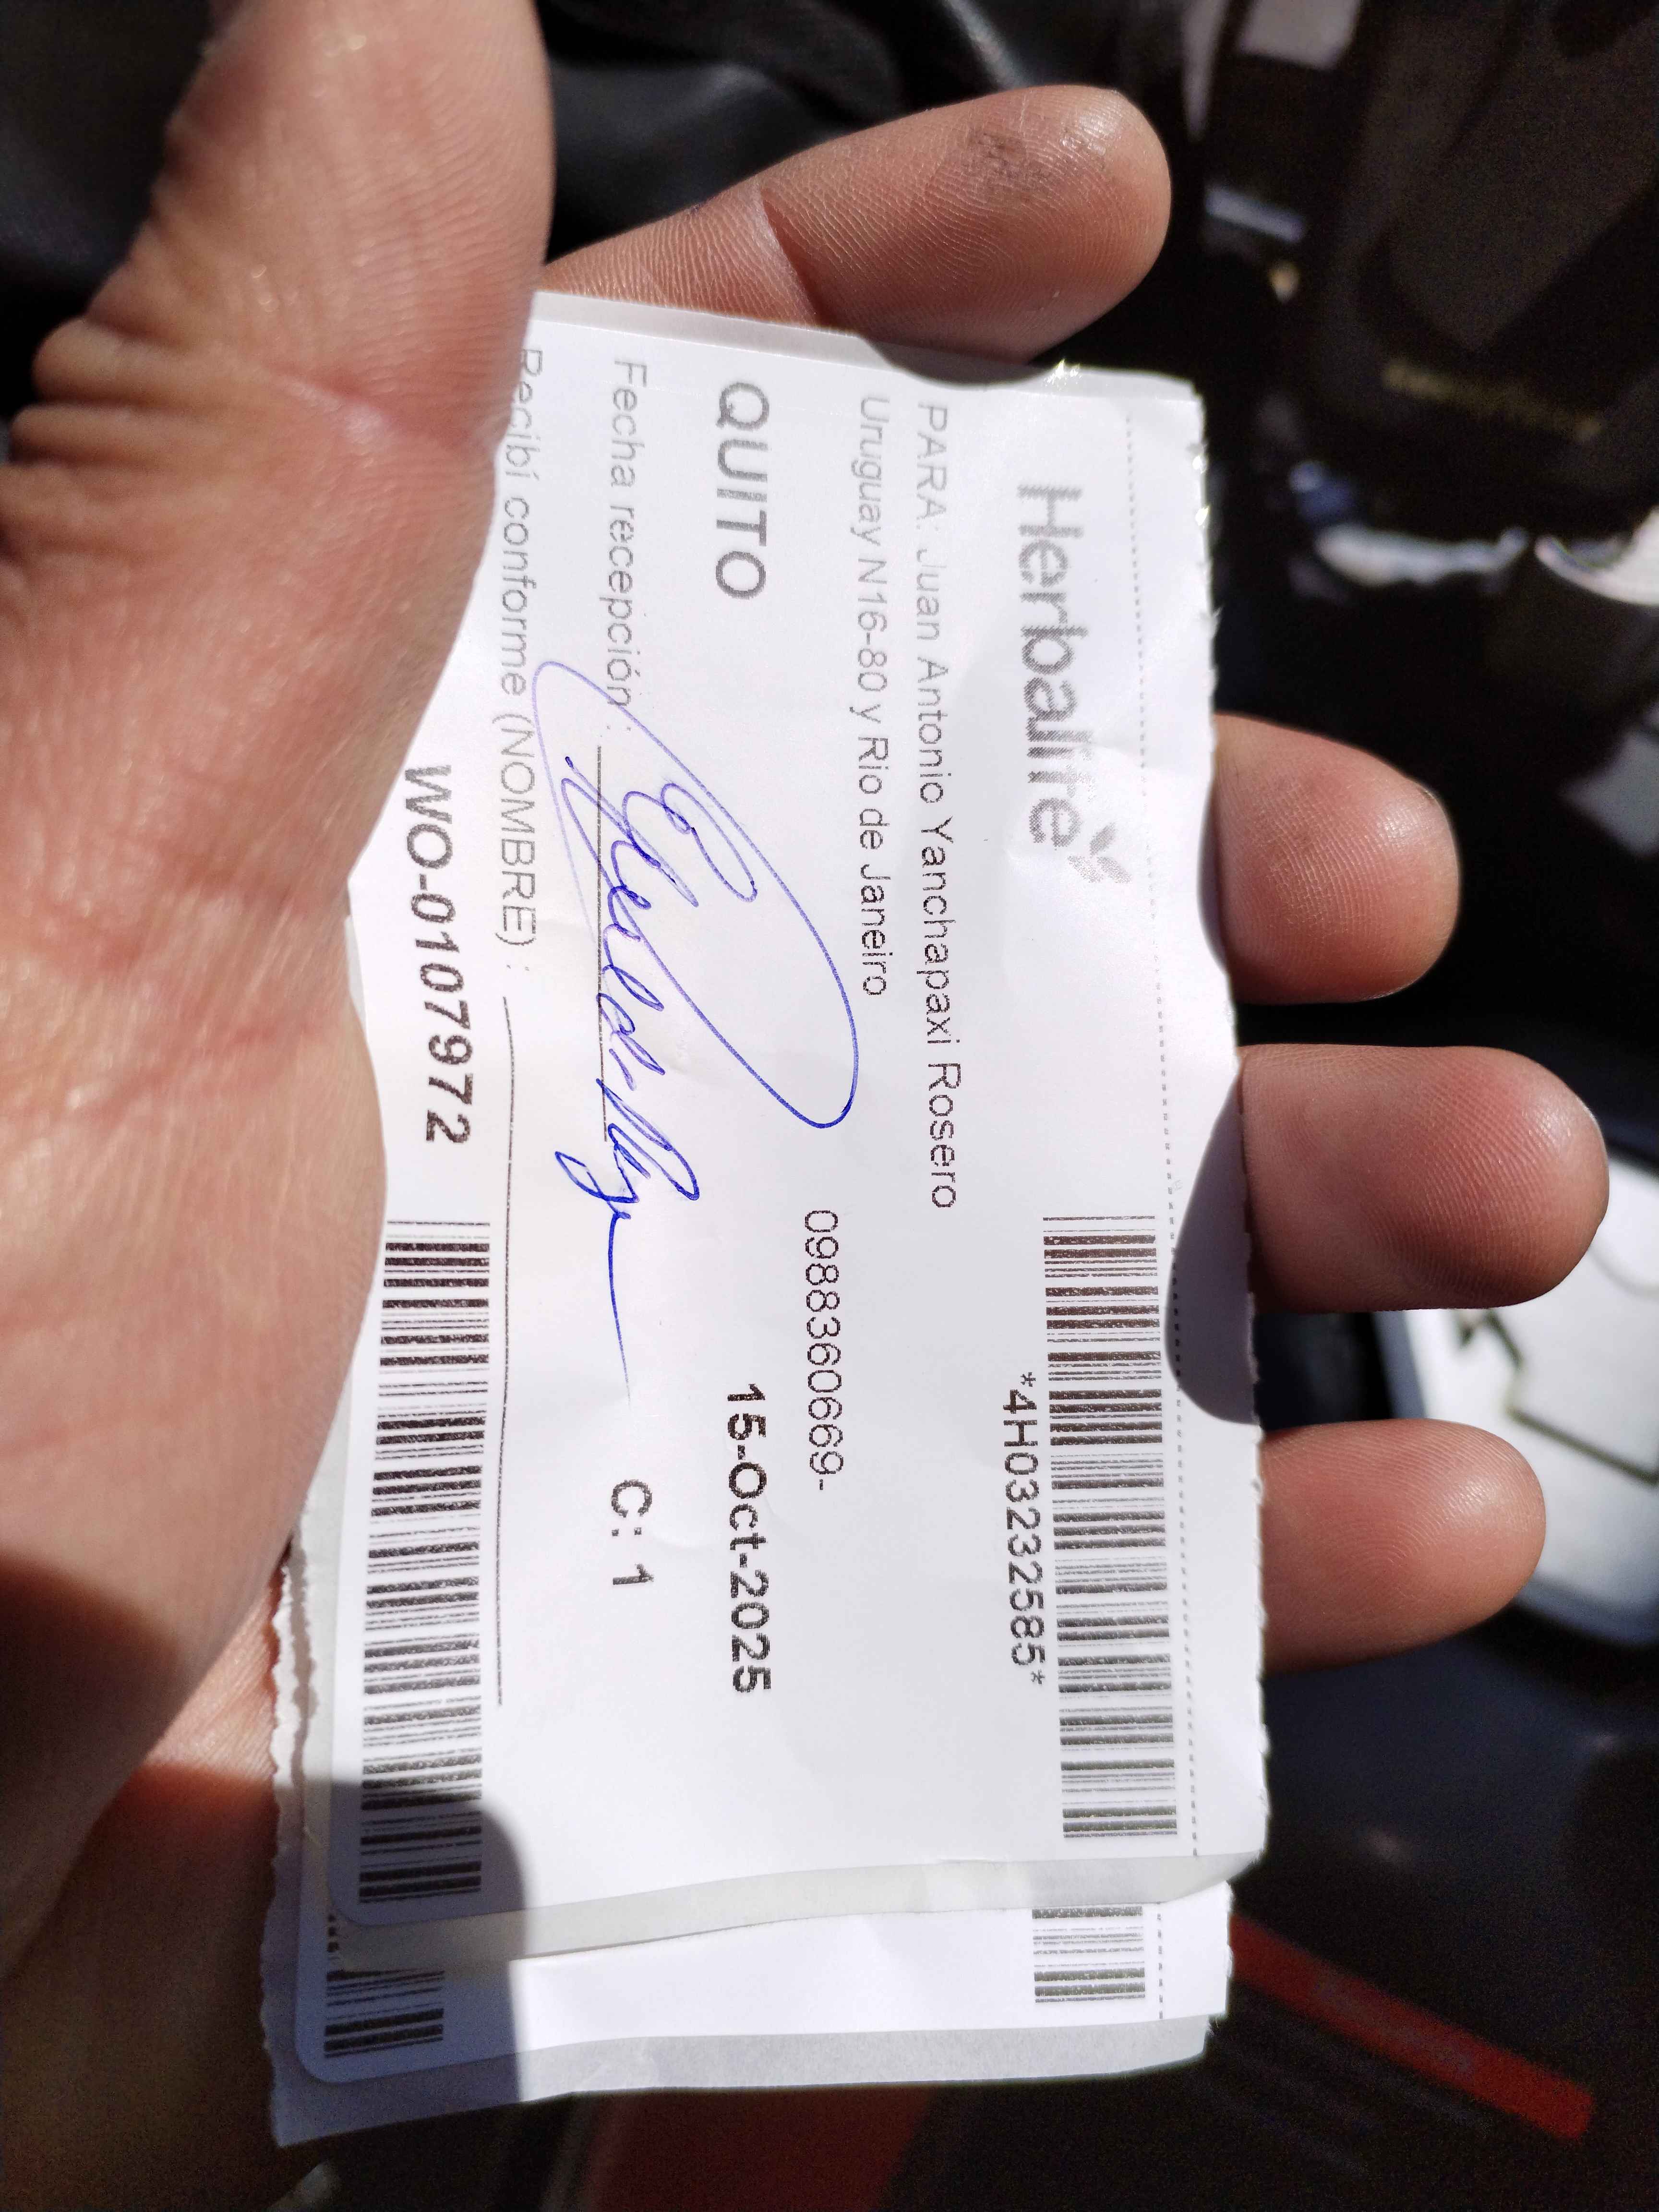 Herbalife
*4H03232585*
PARA: Juan Antonio Yanchapaxi Rosero
Uruguay N16-80 y Rio de Janeiro
0988360669-
QUITO 15-Oct-2025
Fecha recepción : C: 1
Recibí conforme (NOMBRE) :
WO-0107972